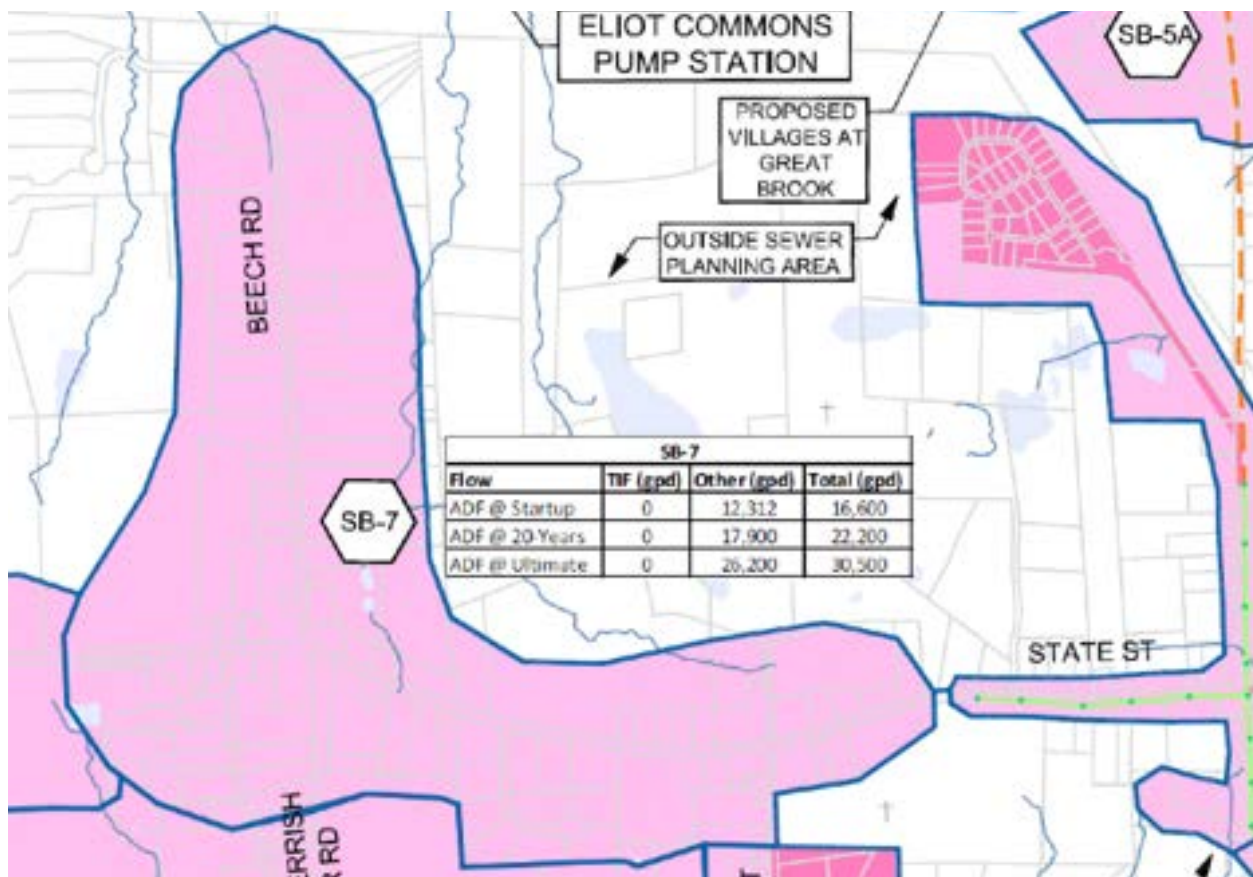 ELIOT COMMONS
PUMP STATION
SB-5A
PROPOSED
VILLAGES AT
GREAT
BROOK
OUTSIDE SEWER
PLANNING AREA
BEECH RD
SB-7
SB-7
Flow TIF (gpd) Other (gpd) Total (gpd)
ADF @ Startup 0 12,312 16,600
ADF @ 20-Years 0 17,900 22,200
ADF @ Ultimate 0 26,200 30,500
STATE ST
ERRISH
R RD
T